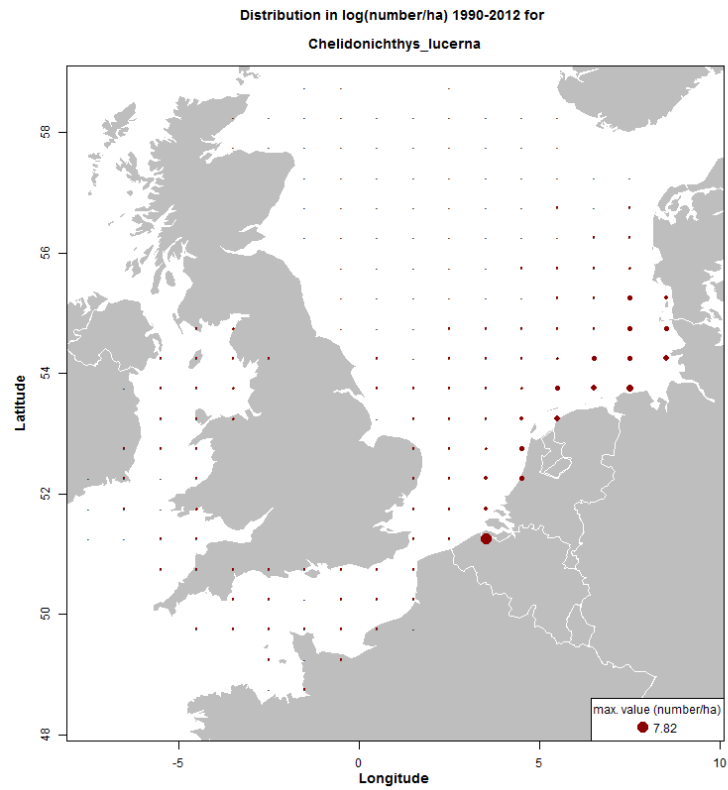 Distribution in log(number/ha) 1990-2012 for
Chelidonichthys_lucerna
58
56
54
52
50
48
Latitude
-5
0
5
10
Longitude
max. value (number/ha)
7.82